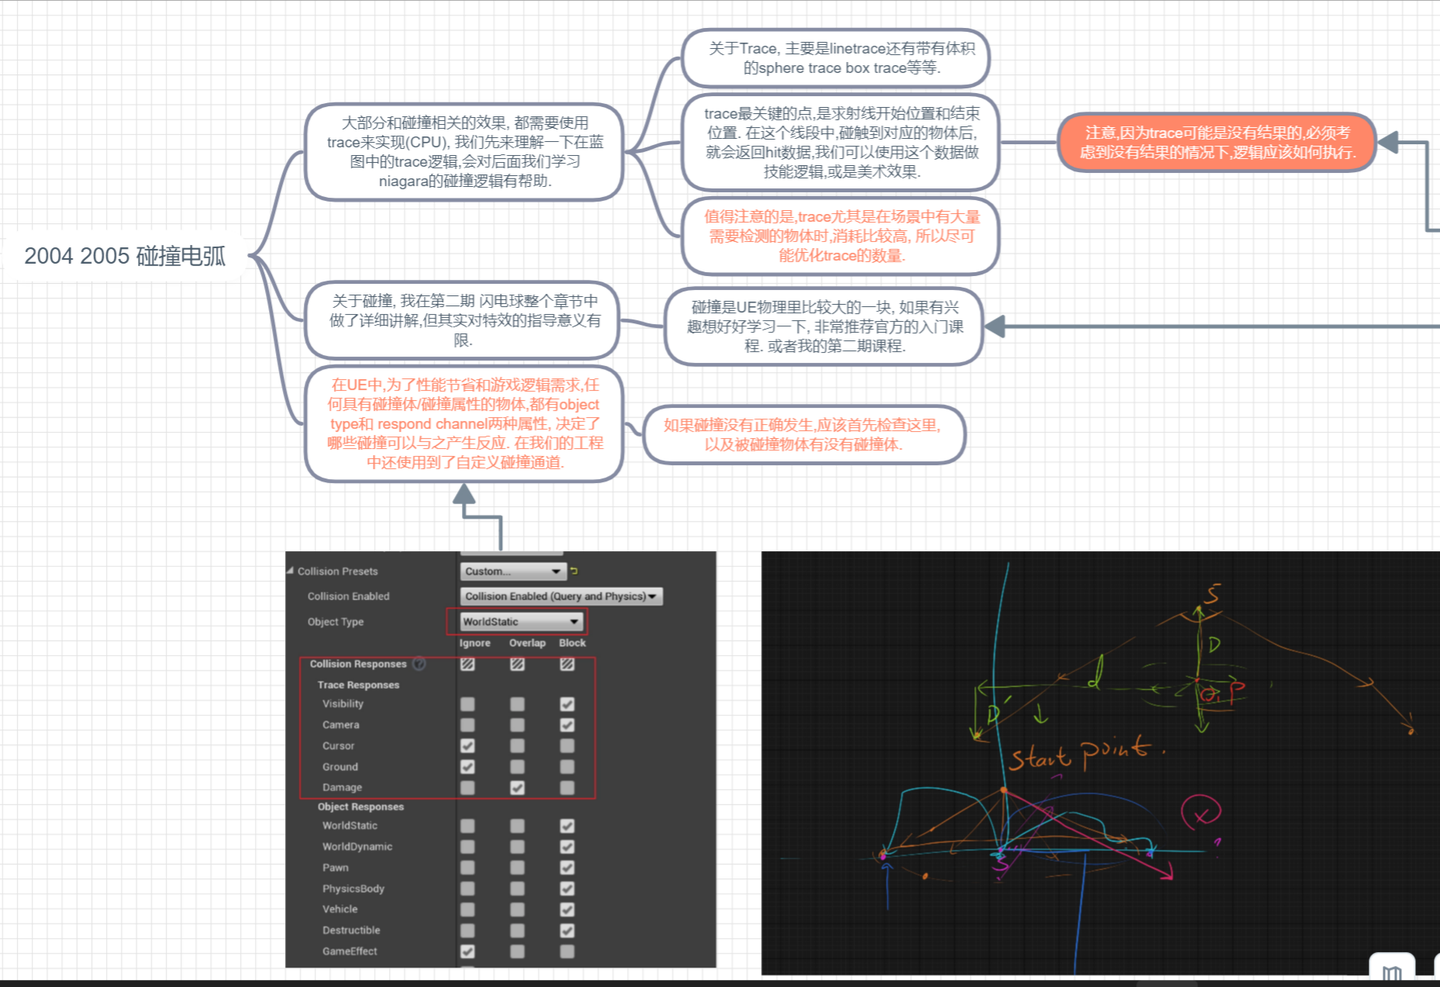 关于Trace, 主要是linetrace还有带有体积
的sphere trace box trace等等.
大部分和碰撞相关的效果, 都需要使用
trace来实现(CPU), 我们先来理解一下在蓝
图中的trace逻辑,会对后面我们学习
niagara的碰撞逻辑有帮助.
trace最关键的点,是求射线开始位置和结束
位置. 在这个线段中,碰触到对应的物体后,
就会返回hit数据,我们可以使用这个数据做
技能逻辑,或是美术效果.
注意,因为trace可能是没有结果的,必须考
虑到没有结果的情况下,逻辑应该如何执行.
值得注意的是,trace尤其是在场景中有大量
需要检测的物体时,消耗比较高, 所以尽可
能优化trace的数量.
2004 2005 碰撞电弧
关于碰撞, 我在第二期 闪电球整个章节中
做了详细讲解,但其实对特效的指导意义有
限.
碰撞是UE物理里比较大的一块, 如果有兴
趣想好好学习一下, 非常推荐官方的入门课
程. 或者我的第二期课程.
在UE中,为了性能节省和游戏逻辑需求,任
何具有碰撞体/碰撞属性的物体,都有object
type和 respond channel两种属性, 决定了
哪些碰撞可以与之产生反应. 在我们的工程
中还使用到了自定义碰撞通道.
如果碰撞没有正确发生,应该首先检查这里,
以及被碰撞物体有没有碰撞体.
Collision Presets
Custom...
Collision Enabled
Collision Enabled (Query and Physics)
Object Type
WorldStatic
Ignore Overlap Block
Collision Responses
Trace Responses
Visibility
Camera
Cursor
Ground
Damage
Object Responses
WorldStatic
WorldDynamic
Pawn
PhysicsBody
Vehicle
Destructible
GameEffect
S
D
d
P
D'
start point.
S
x